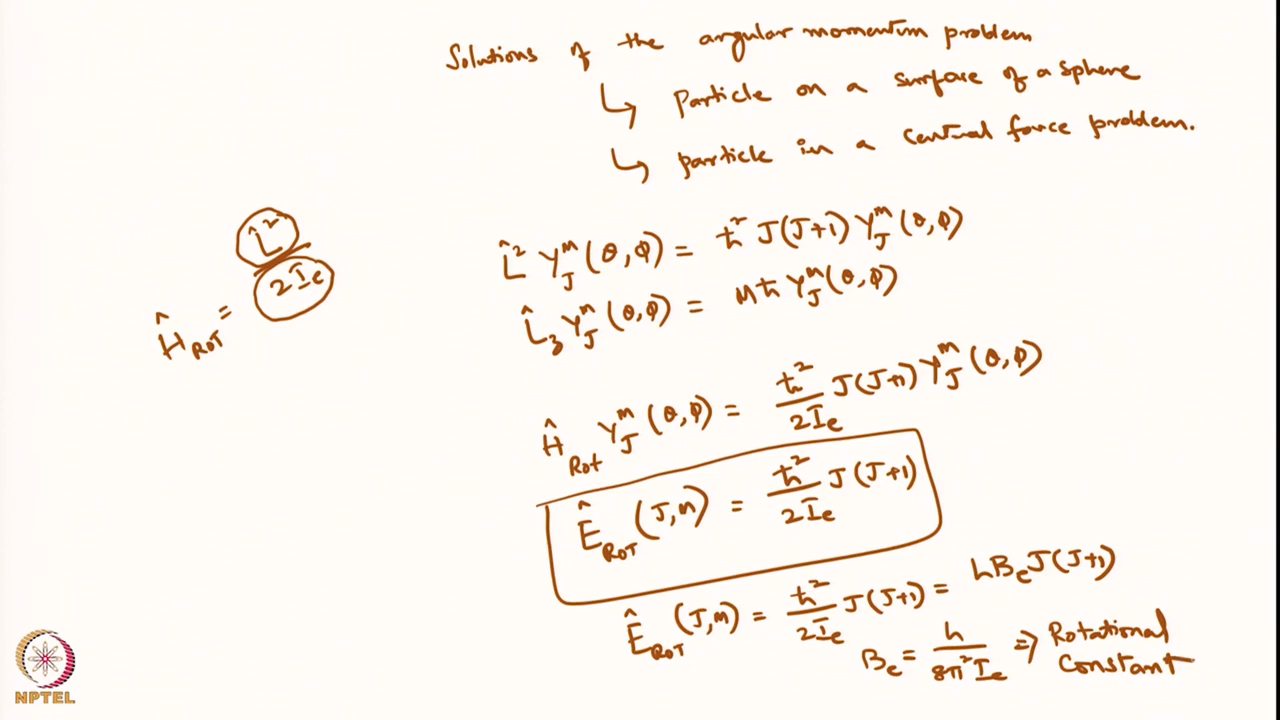 Solutions of the angular momentum problem
↳ Particle on a surface of a sphere
↳ particle in a central force problem.
Ĥ_ROT = L̂² / 2I_e
L̂² Y_J^M(θ,φ) = ħ² J(J+1) Y_J^M(θ,φ)
L̂_z Y_J^M(θ,φ) = Mħ Y_J^M(θ,φ)
Ĥ_Rot Y_J^M(θ,φ) = ħ²/2I_e J(J+1) Y_J^M(θ,φ)
Ê_ROT (J,M) = ħ²/2I_e J(J+1)
Ê_ROT (J,M) = ħ²/2I_e J(J+1) = hB_e J(J+1)
B_e = h/8π²I_e ⇒ Rotational
Constant
NPTEL